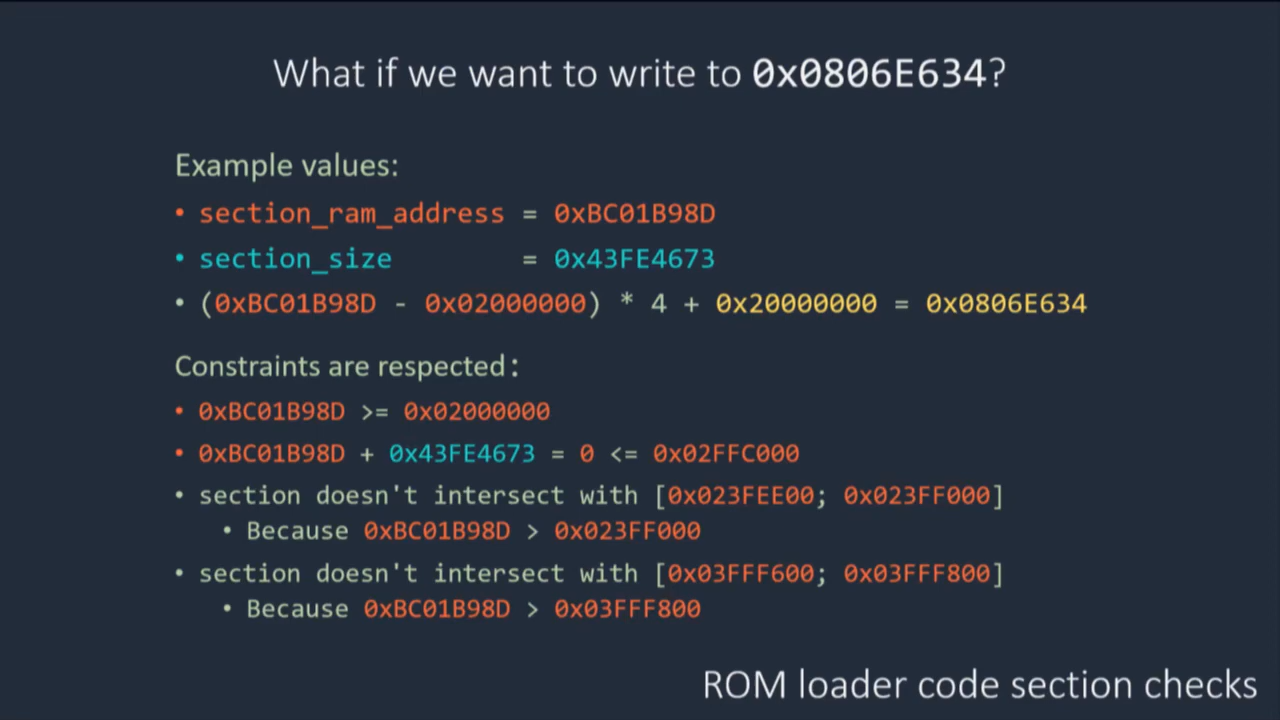 What if we want to write to 0x0806E634?
Example values:
• section_ram_address = 0xBC01B98D
• section_size = 0x43FE4673
• (0xBC01B98D - 0x02000000) * 4 + 0x20000000 = 0x0806E634
Constraints are respected:
• 0xBC01B98D >= 0x02000000
• 0xBC01B98D + 0x43FE4673 = 0 <= 0x02FFC000
• section doesn't intersect with [0x023FEE00; 0x023FF000]
• Because 0xBC01B98D > 0x023FF000
• section doesn't intersect with [0x03FFF600; 0x03FFF800]
• Because 0xBC01B98D > 0x03FFF800
ROM loader code section checks